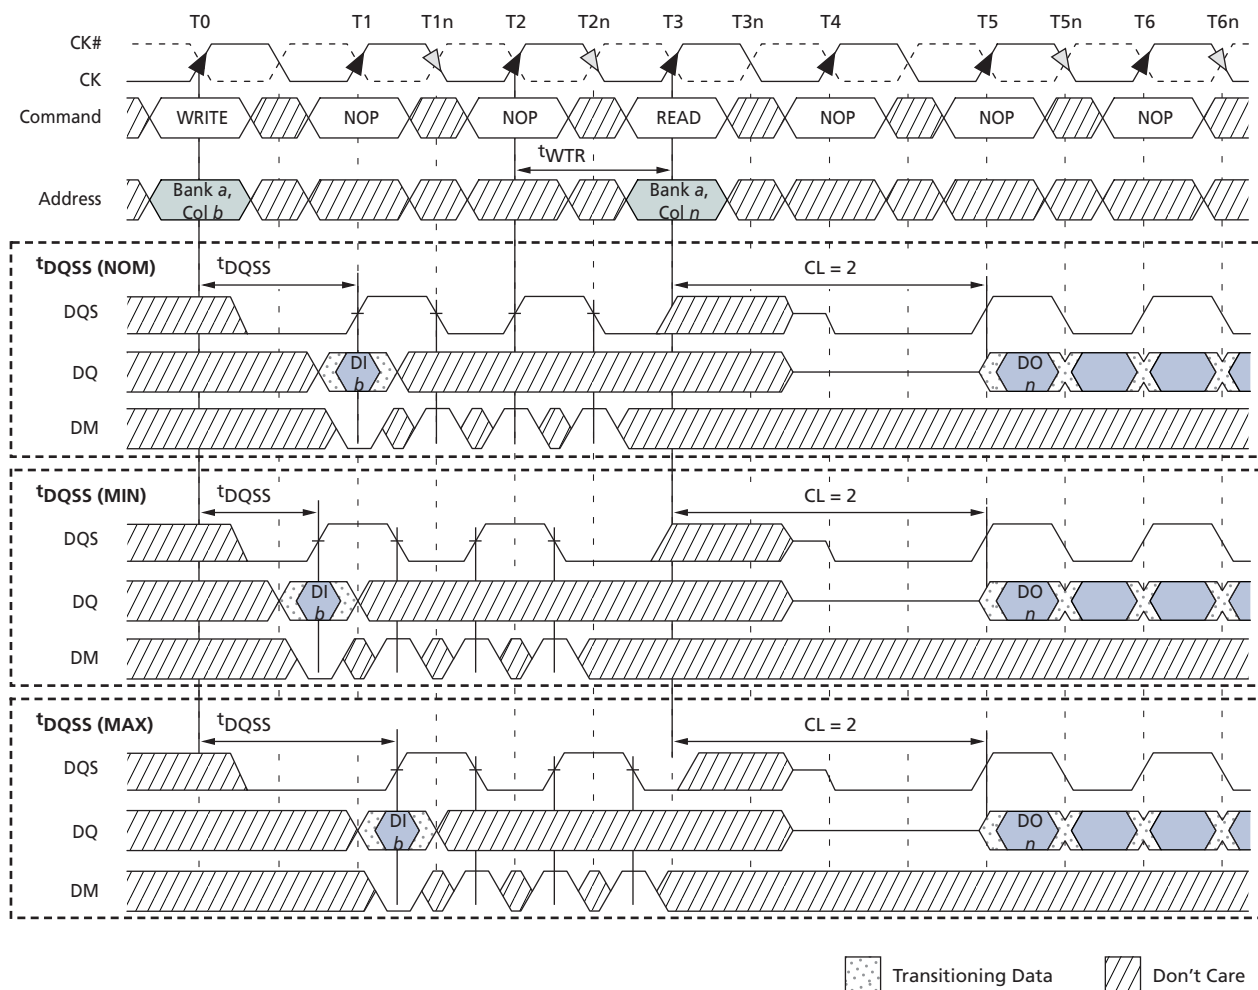 T0 T1 T1n T2 T2n T3 T3n T4 T5 T5n T6 T6n
CK#
CK
Command WRITE NOP NOP READ NOP NOP NOP
tWTR
Address Bank a, Col b Bank a, Col n
tDQSS (NOM) tDQSS CL = 2
DQS
DQ DI b DO n
DM
tDQSS (MIN) tDQSS CL = 2
DQS
DQ DI b DO n
DM
tDQSS (MAX) tDQSS CL = 2
DQS
DQ DI b DO n
DM
Transitioning Data Don't Care